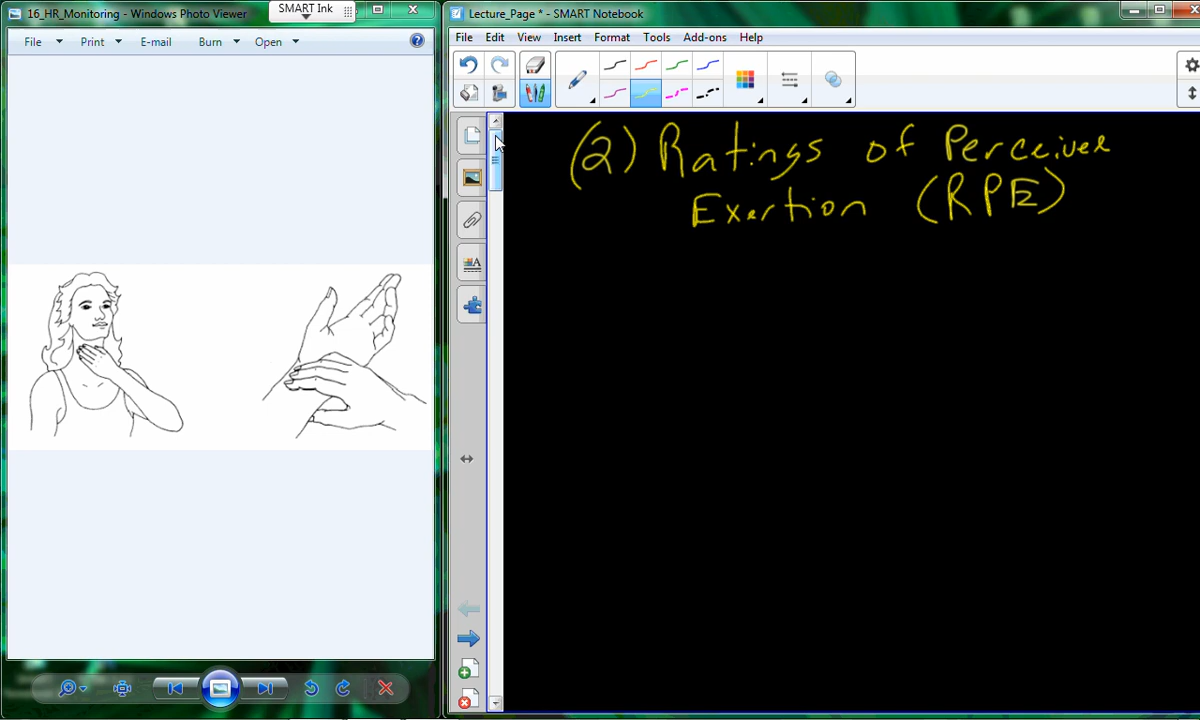 16_HR_Monitoring - Windows Photo Viewer
SMART Ink
File Print E-mail Burn Open
Lecture_Page * - SMART Notebook
File Edit View Insert Format Tools Add-ons Help
(2) Ratings of Perceived
Exertion (RPE)